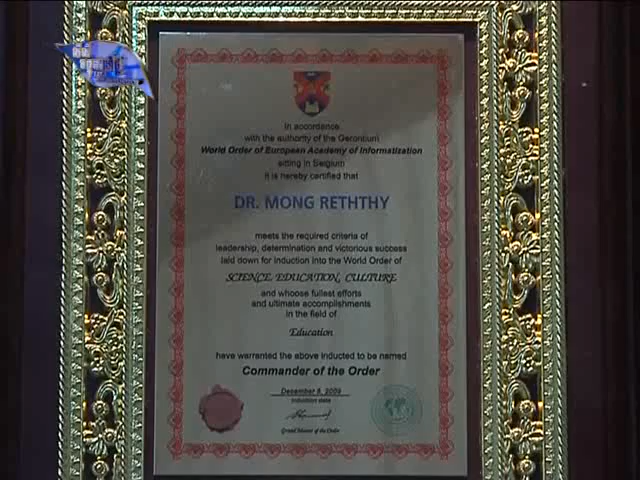 In accordance
with the authority of the Gerontium
World Order of European Academy of Informatization
sitting in Belgium
it is hereby certified that
DR. MONG RETHTHY
meets the required criteria of
leadership, determination and victorious success
laid down for induction into the World Order of
SCIENCE, EDUCATION, CULTURE
and whoose fullest efforts
and ultimate accomplishments
in the field of
Education
have warranted the above inducted to be named
Commander of the Order
December 8, 2009
induction date
Grand Master of the Order